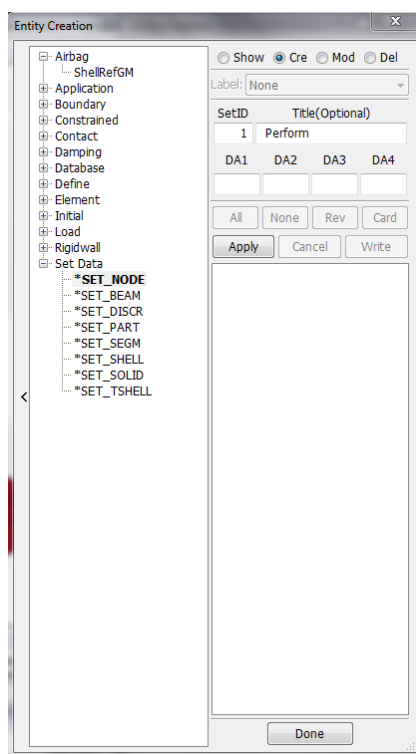 Entity Creation
X
Airbag
ShellRefGM
Application
Boundary
Constrained
Contact
Damping
Database
Define
Element
Initial
Load
Rigidwall
Set Data
*SET_NODE
*SET_BEAM
*SET_DISCR
*SET_PART
*SET_SEGM
*SET_SHELL
*SET_SOLID
*SET_TSHELL
<
Show Cre Mod Del
Label: None
SetID Title(Optional)
1 Perform
DA1 DA2 DA3 DA4
All None Rev Card
Apply Cancel Write
Done